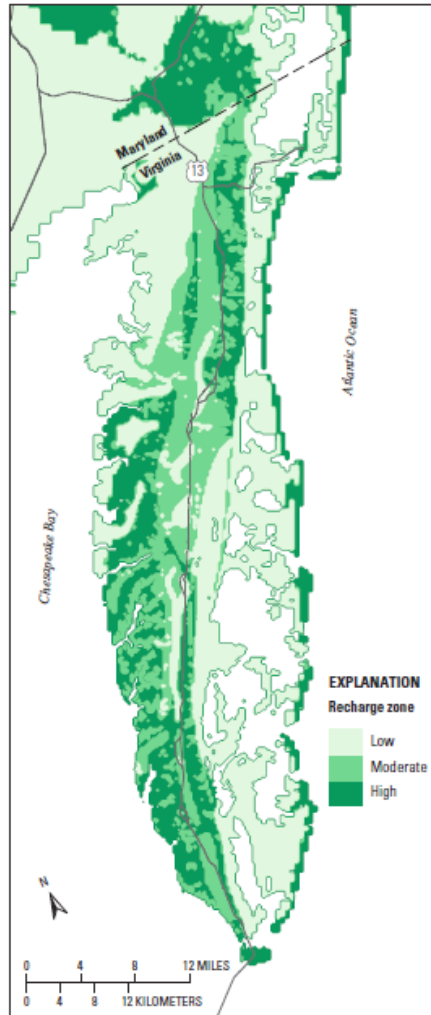 Maryland
Virginia
13
Atlantic Ocean
Chesapeake Bay
EXPLANATION
Recharge zone
Low
Moderate
High
N
0 4 8 12 MILES
0 4 8 12 KILOMETERS